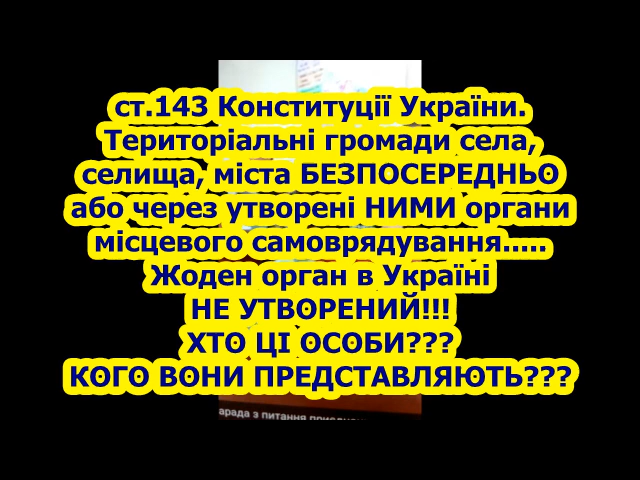 ст.143 Конституції України.
Територіальні громади села,
селища, міста БЕЗПОСЕРЕДНЬО
або через утворені НИМИ органи
місцевого самоврядування.....
Жоден орган в Україні
НЕ УТВОРЕНИЙ!!!
ХТО ЦІ ОСОБИ???
КОГО ВОНИ ПРЕДСТАВЛЯЮТЬ???
арада з питання